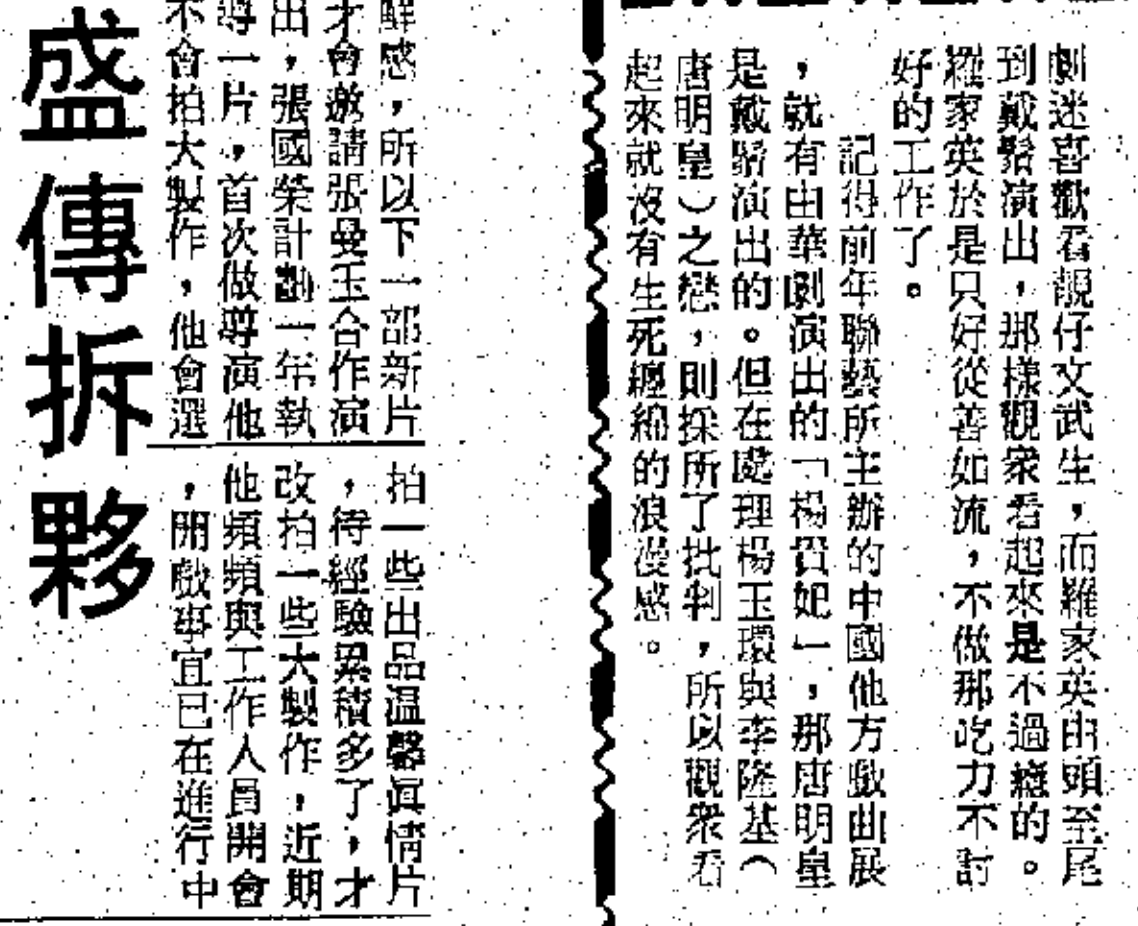 劇迷喜歡看靚仔文武生，而羅家英由頭至尾
到戴鬚演出，那樣觀衆看起來是不過癮的。
羅家英於是只好從善如流，不做那吃力不討
好的工作了。
記得前年聯藝所主辦的中國他方戲曲展
，就有由華劇演出的「楊貴妃」，那唐明皇
是戴鬚演出的。但在處理楊玉環與李隆基（
唐明皇）之戀，則採所了批判，所以觀衆看
起來就沒有生死纏綿的浪漫感。
鮮感，所以下一部新片
才會邀請張曼玉合作演
出，張國榮計劃一年執
導一片，首次做導演他
不會拍大製作，他會選
拍一些出品温馨眞情片
，待經驗累積多了，才
改拍一些大製作，近期
他頻頻與工作人員開會
，開戲事宜已在進行中
盛傳拆夥